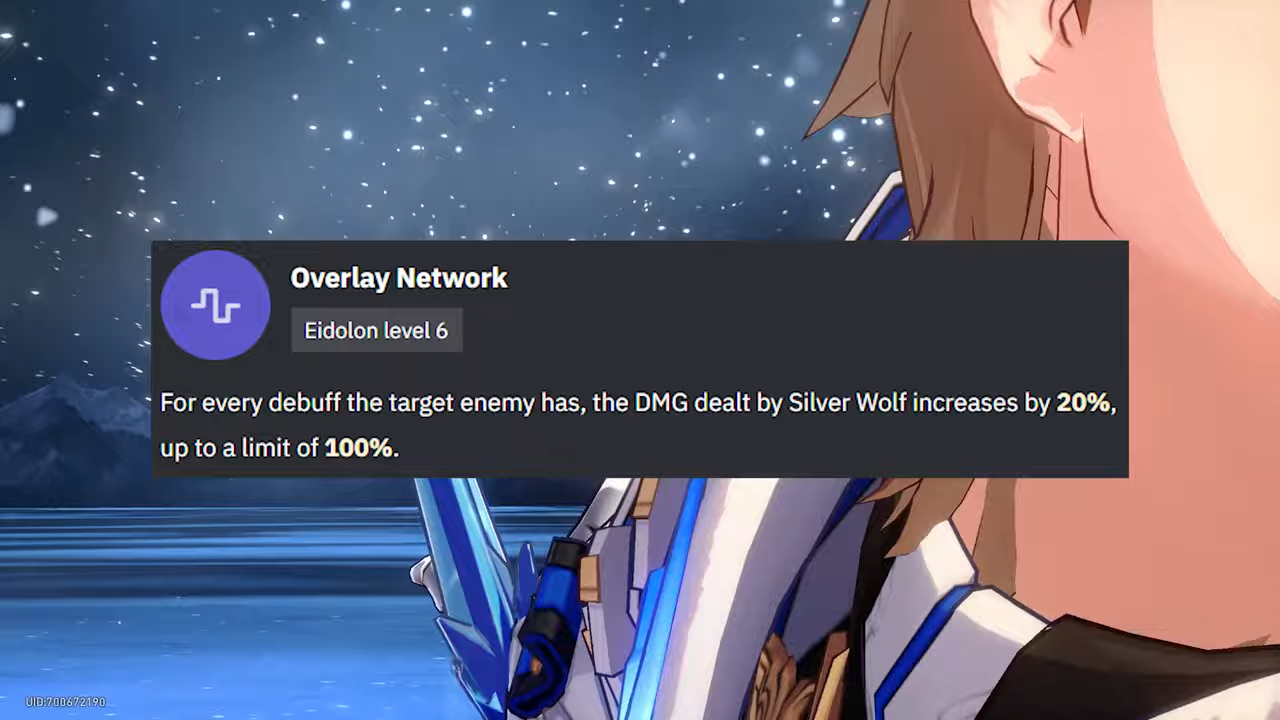 Overlay Network
Eidolon level 6
For every debuff the target enemy has, the DMG dealt by Silver Wolf increases by 20%,
up to a limit of 100%.
UID:700672190